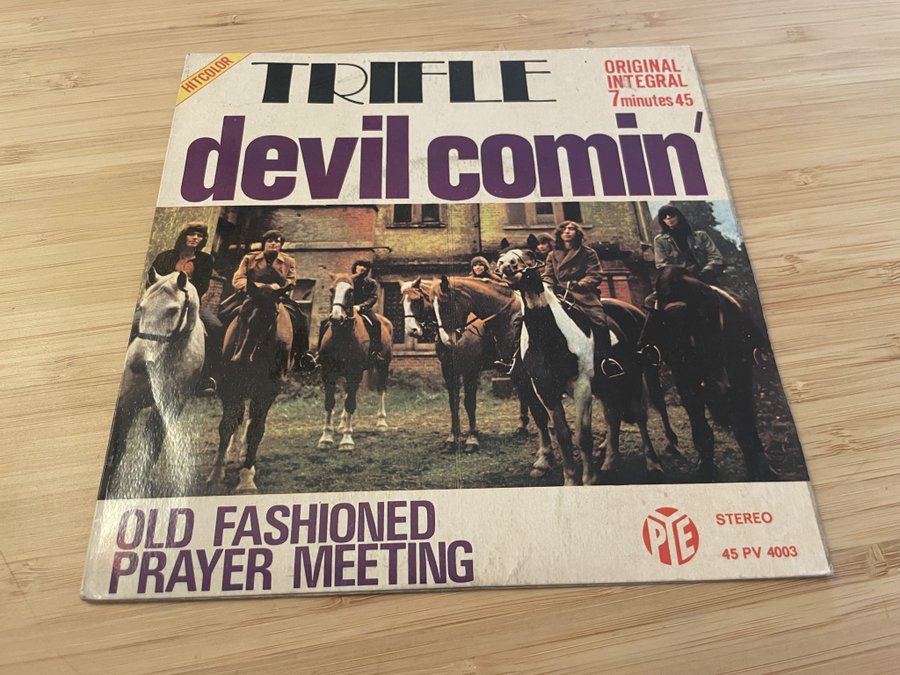 HITCOLOR
TRIFLE
ORIGINAL
INTEGRAL
7 minutes 45
devil comin'
OLD FASHIONED
PRAYER MEETING
PYE
STEREO
45 PV 4003